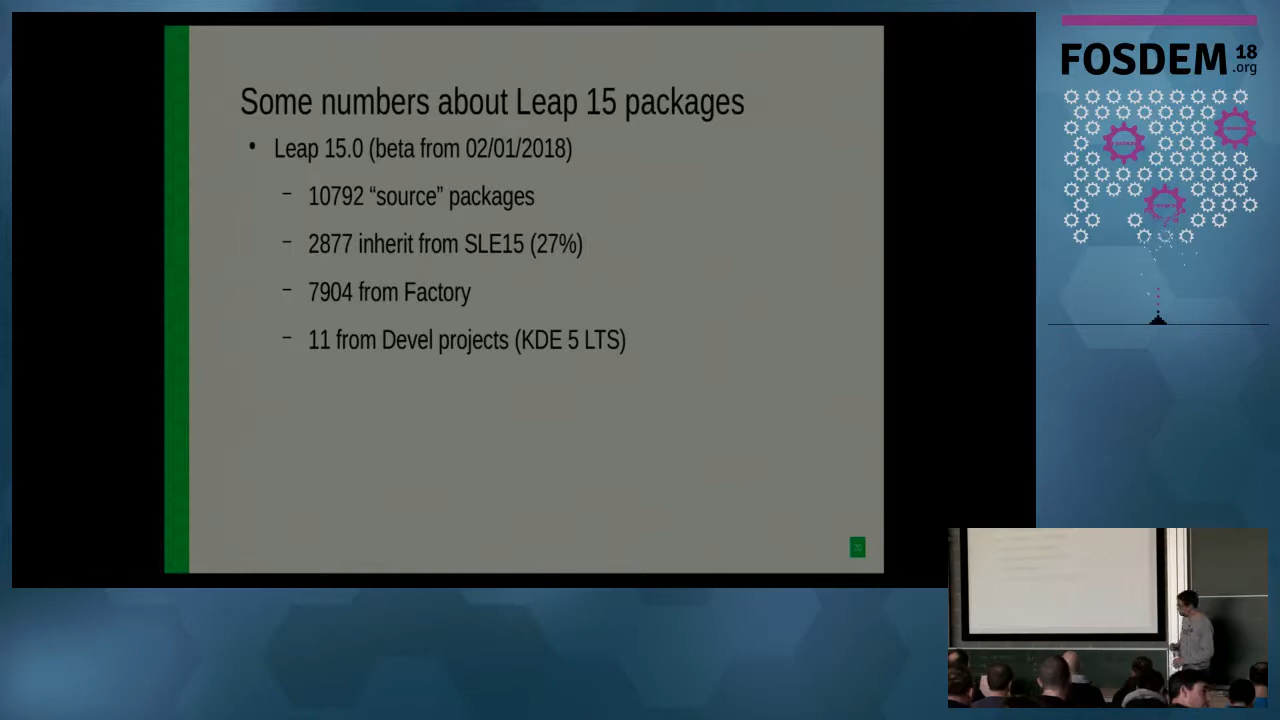 Some numbers about Leap 15 packages
• Leap 15.0 (beta from 02/01/2018)
– 10792 “source” packages
– 2877 inherit from SLE15 (27%)
– 7904 from Factory
– 11 from Devel projects (KDE 5 LTS)
20
FOSDEM 18
.org